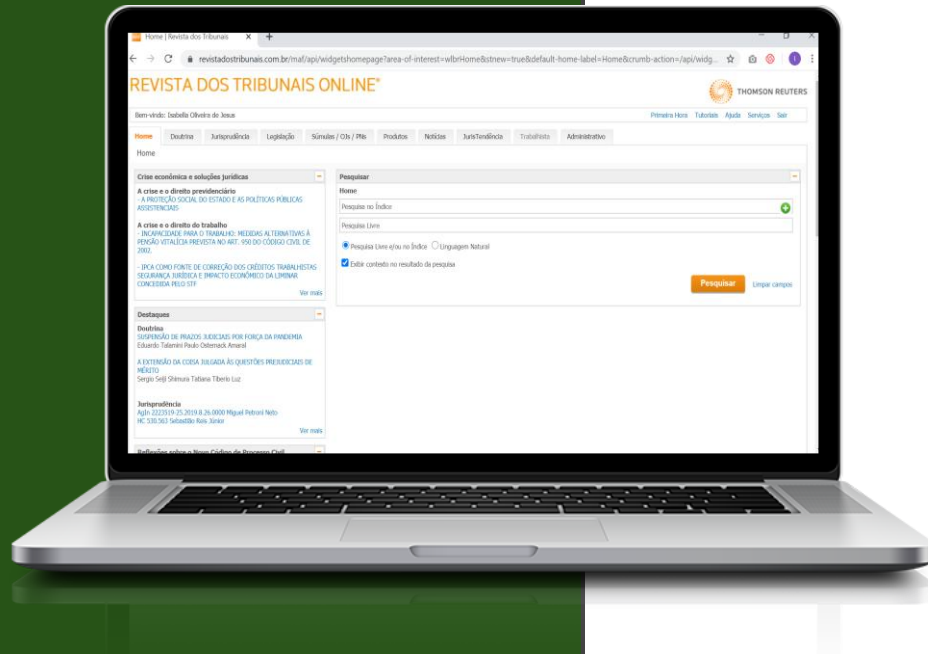 Home | Revista dos Tribunais
revistadostribunais.com.br/maf/api/widgetshomepage?area-of-interest=wlbrHome&stnew=true&default-home-label=Home&crumb-action=/api/widg...
REVISTA DOS TRIBUNAIS ONLINE®
THOMSON REUTERS
Bem-vindo: Isabella Oliveira de Jesus
Primeira Hora Tutoriais Ajuda Serviços Sair
Home Doutrina Jurisprudência Legislação Súmulas / OJs / PNs Produtos Notícias JurisTendência Trabalhista Administrativo
Home
Crise econômica e soluções jurídicas
A crise e o direito previdenciário
- A PROTEÇÃO SOCIAL DO ESTADO E AS POLÍTICAS PÚBLICAS
ASSISTENCIAIS
A crise e o direito do trabalho
- INCAPACIDADE PARA O TRABALHO: MEDIDAS ALTERNATIVAS À
PENSÃO VITALÍCIA PREVISTA NO ART. 950 DO CÓDIGO CIVIL DE
2002.
- IPCA COMO FONTE DE CORREÇÃO DOS CRÉDITOS TRABALHISTAS
SEGURANÇA JURÍDICA E IMPACTO ECONÔMICO DA LIMINAR
CONCEDIDA PELO STF
Ver mais
Destaques
Doutrina
SUSPENSÃO DE PRAZOS JUDICIAIS POR FORÇA DA PANDEMIA
Eduardo Talamini Paulo Osternack Amaral
A EXTENSÃO DA COISA JULGADA ÀS QUESTÕES PREJUDICIAIS DE
MÉRITO
Sergio Seiji Shimura Tatiana Tiberio Luz
Jurisprudência
AgIn 2223519-25.2019.8.26.0000 Miguel Petroni Neto
HC 530.563 Sebastião Reis Júnior
Ver mais
Reflexões sobre o Novo Código de Processo Civil
Pesquisar
Home
Pesquisa no Índice
Pesquisa Livre
Pesquisa Livre e/ou no Índice Linguagem Natural
Exibir contexto no resultado da pesquisa
Pesquisar Limpar campos